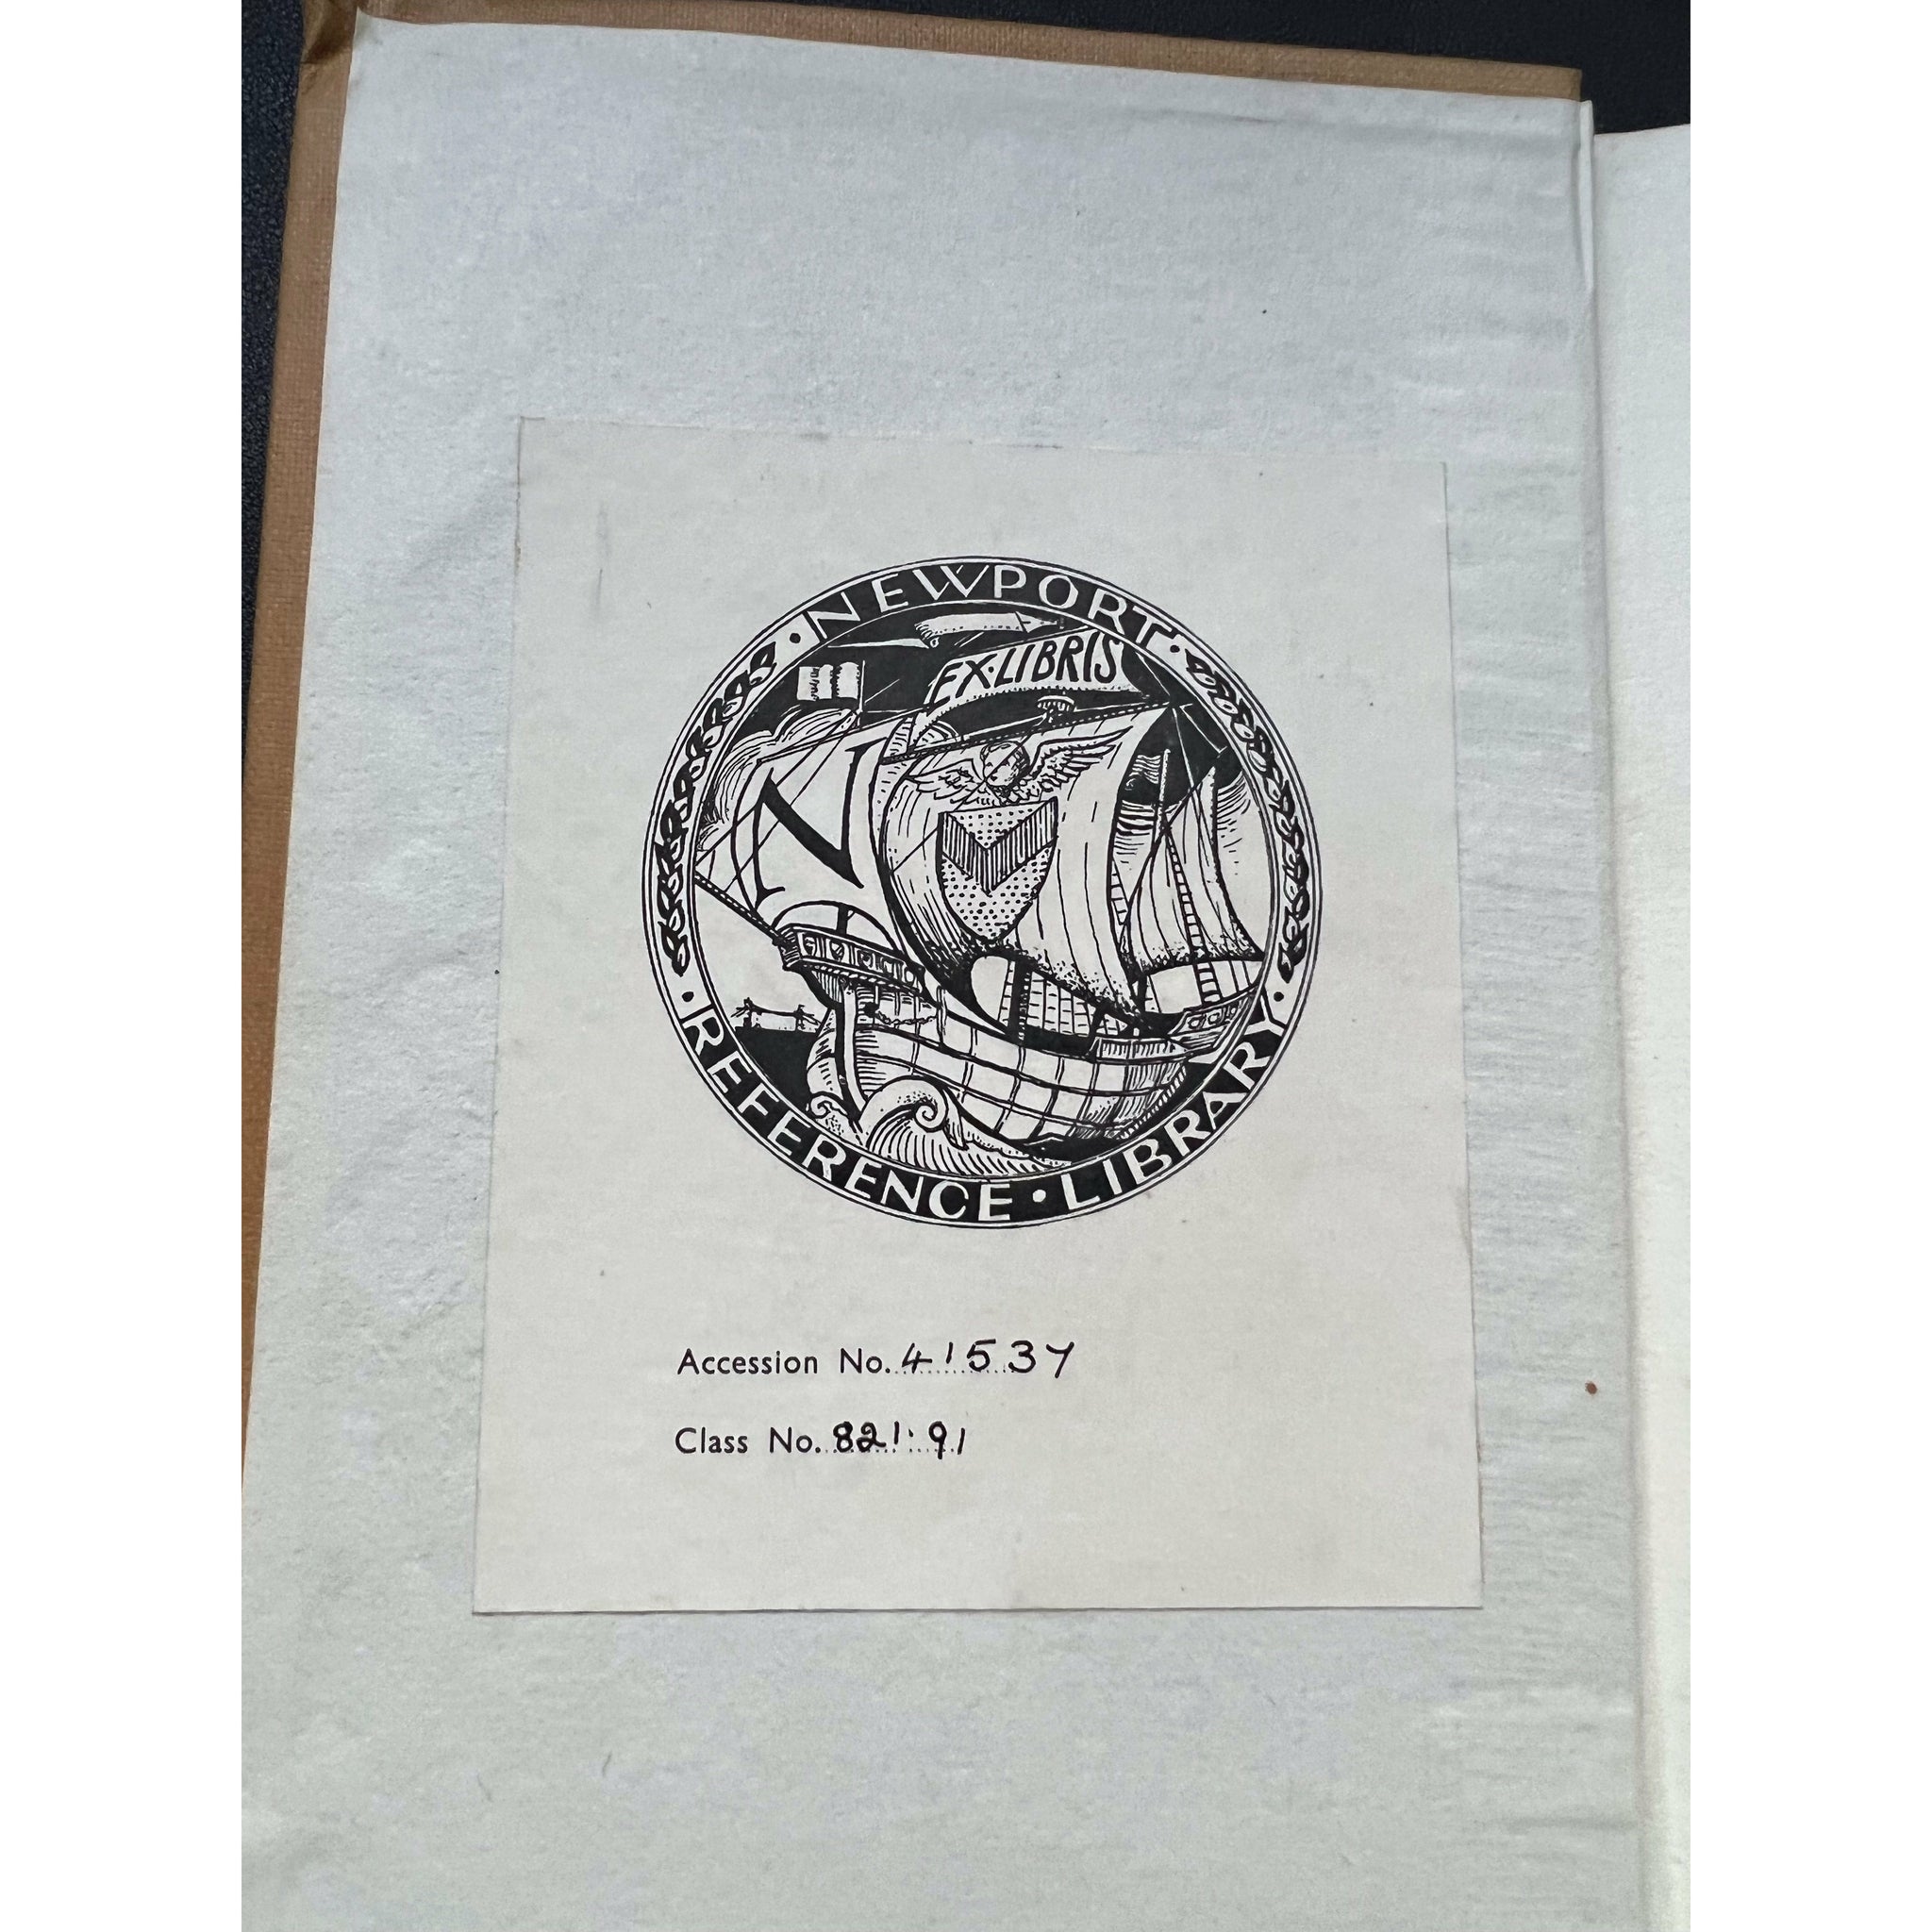 · NEWPORT ·
EX·LIBRIS
N
· REFERENCE · LIBRARY ·
Accession No. 41537
Class No. 821·91